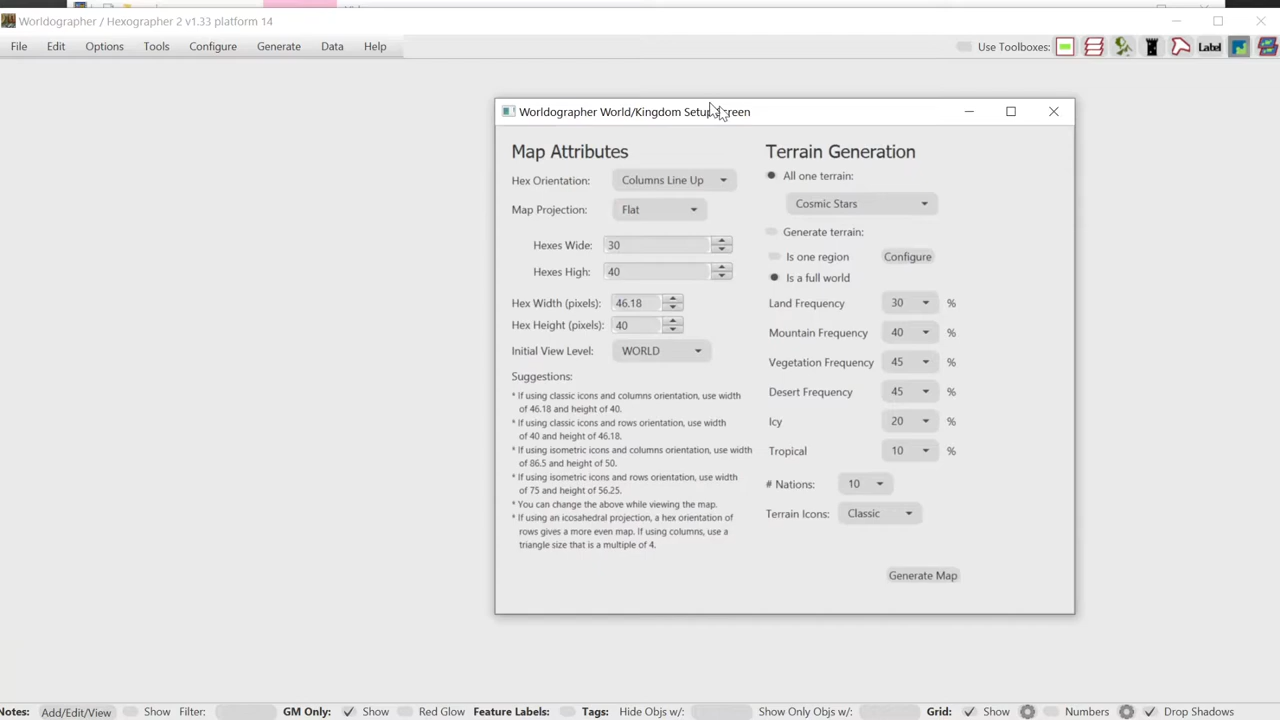 Worldographer / Hexographer 2 v1.33 platform 14
File Edit Options Tools Configure Generate Data Help Use Toolboxes: Label
Worldographer World/Kingdom Setup Screen
Map Attributes
Hex Orientation: Columns Line Up
Map Projection: Flat
Hexes Wide: 30
Hexes High: 40
Hex Width (pixels): 46.18
Hex Height (pixels): 40
Initial View Level: WORLD
Suggestions:
* If using classic icons and columns orientation, use width
of 46.18 and height of 40.
* If using classic icons and rows orientation, use width
of 40 and height of 46.18.
* If using isometric icons and columns orientation, use width
of 86.5 and height of 50.
* If using isometric icons and rows orientation, use width
of 75 and height of 56.25.
* You can change the above while viewing the map.
* If using an icosahedral projection, a hex orientation of
rows gives a more even map. If using columns, use a
triangle size that is a multiple of 4.
Terrain Generation
All one terrain:
Cosmic Stars
Generate terrain:
Is one region Configure
Is a full world
Land Frequency 30 %
Mountain Frequency 40 %
Vegetation Frequency 45 %
Desert Frequency 45 %
Icy 20 %
Tropical 10 %
# Nations: 10
Terrain Icons: Classic
Generate Map
Notes: Add/Edit/View Show Filter: GM Only: Show Red Glow Feature Labels: Tags: Hide Objs w/: Show Only Objs w/: Grid: Show Numbers Drop Shadows